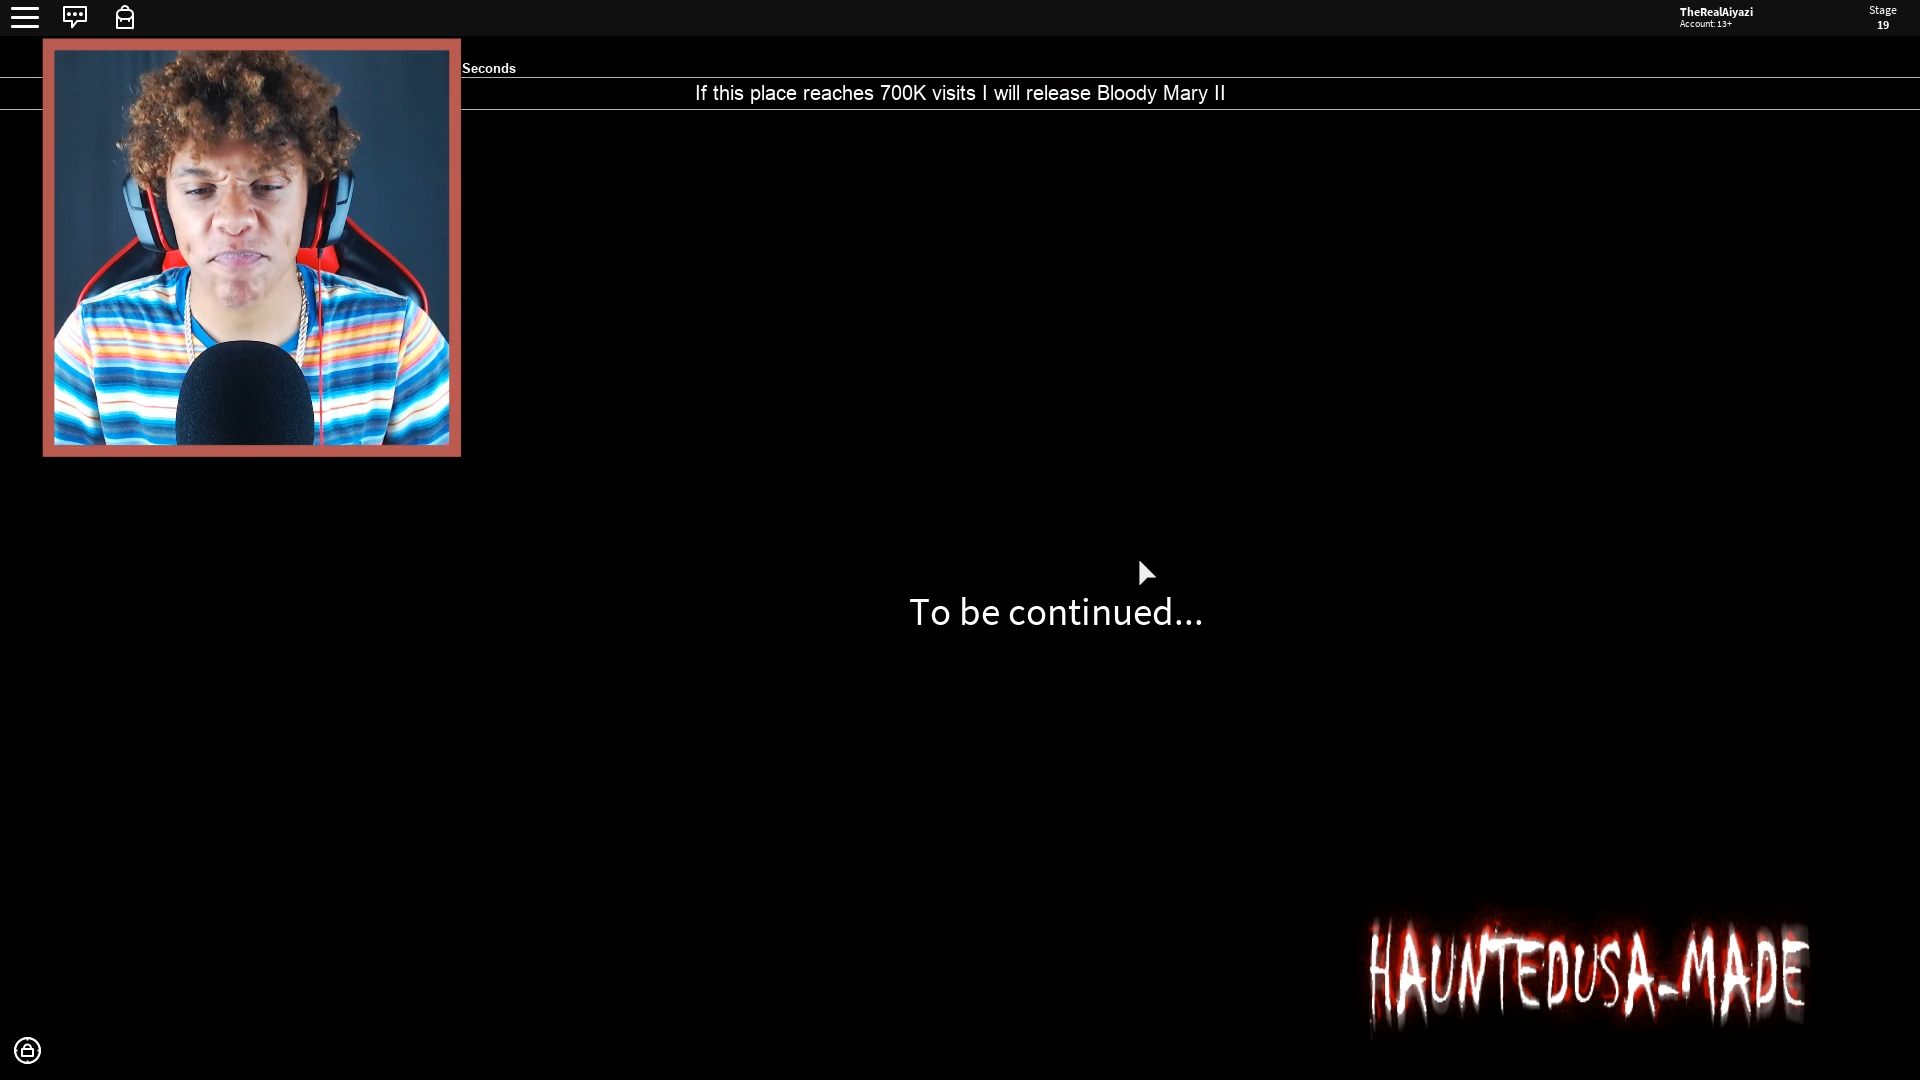 TheRealAiyazi
Account: 13+
Stage
19
Seconds
If this place reaches 700K visits I will release Bloody Mary II
To be continued...
HAUNTEDUSA-MADE